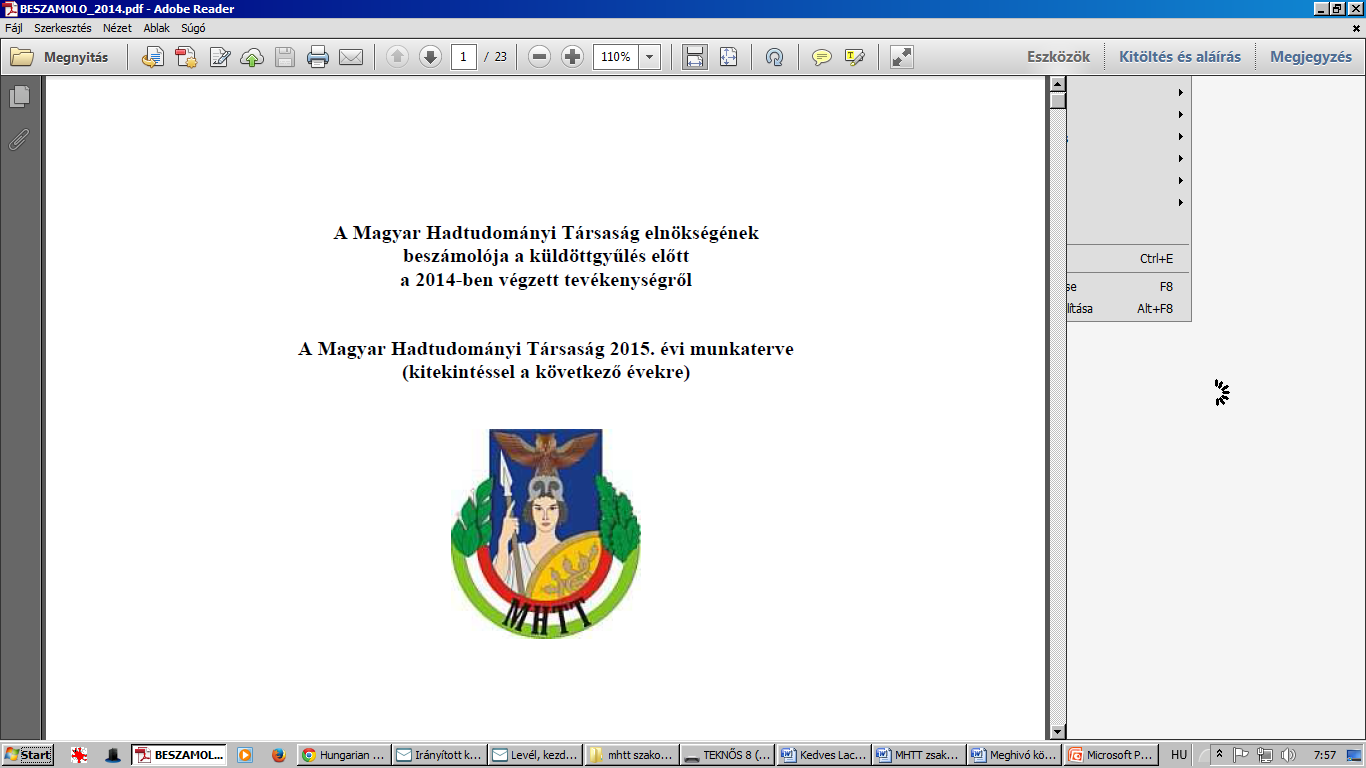 BESZAMOLO_2014.pdf - Adobe Reader
Fájl Szerkesztés Nézet Ablak Súgó
Megnyitás 1 / 23 110% Eszközök Kitöltés és aláírás Megjegyzés
A Magyar Hadtudományi Társaság elnökségének
beszámolója a küldöttgyűlés előtt
a 2014-ben végzett tevékenységről
A Magyar Hadtudományi Társaság 2015. évi munkaterve
(kitekintéssel a következő évekre)
MHTT
Ctrl+E
se F8
lítása Alt+F8
Start BESZAMOL... Hungarian ... Irányított k... Levél, kezd... mhtt szako... TEKNŐS 8 (... Kedves Lac... MHTT zsak... Meghivó kö... Microsoft P... HU 7:57